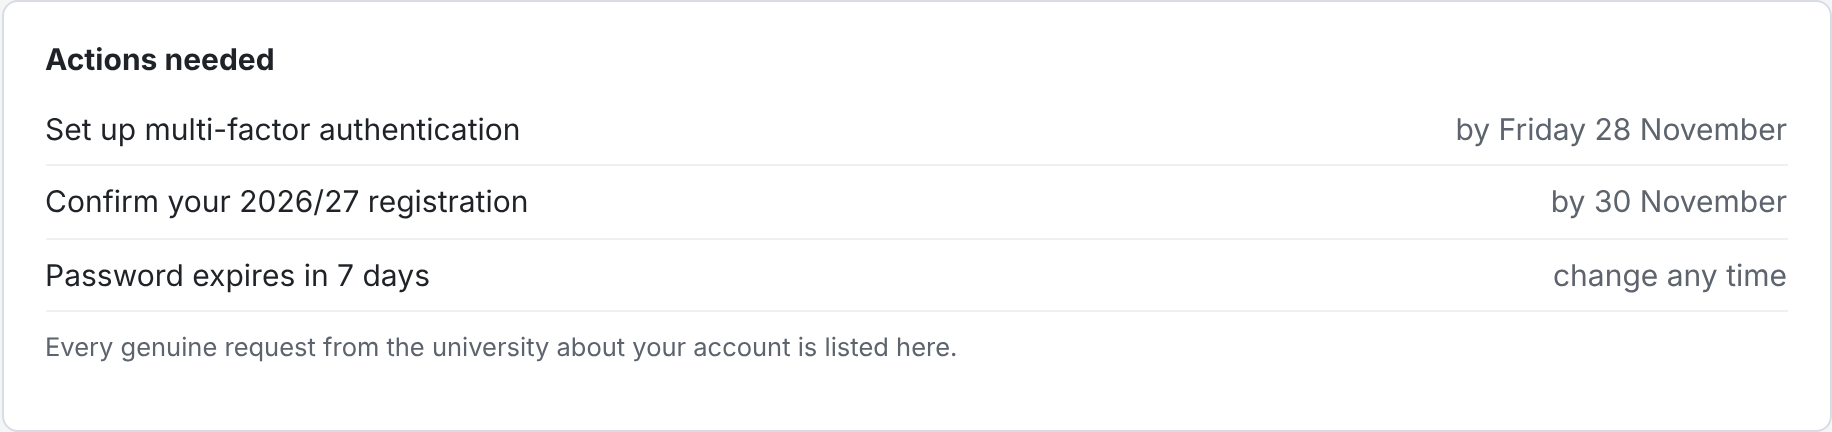 Actions needed
Set up multi-factor authentication by Friday 28 November
Confirm your 2026/27 registration by 30 November
Password expires in 7 days change any time
Every genuine request from the university about your account is listed here.